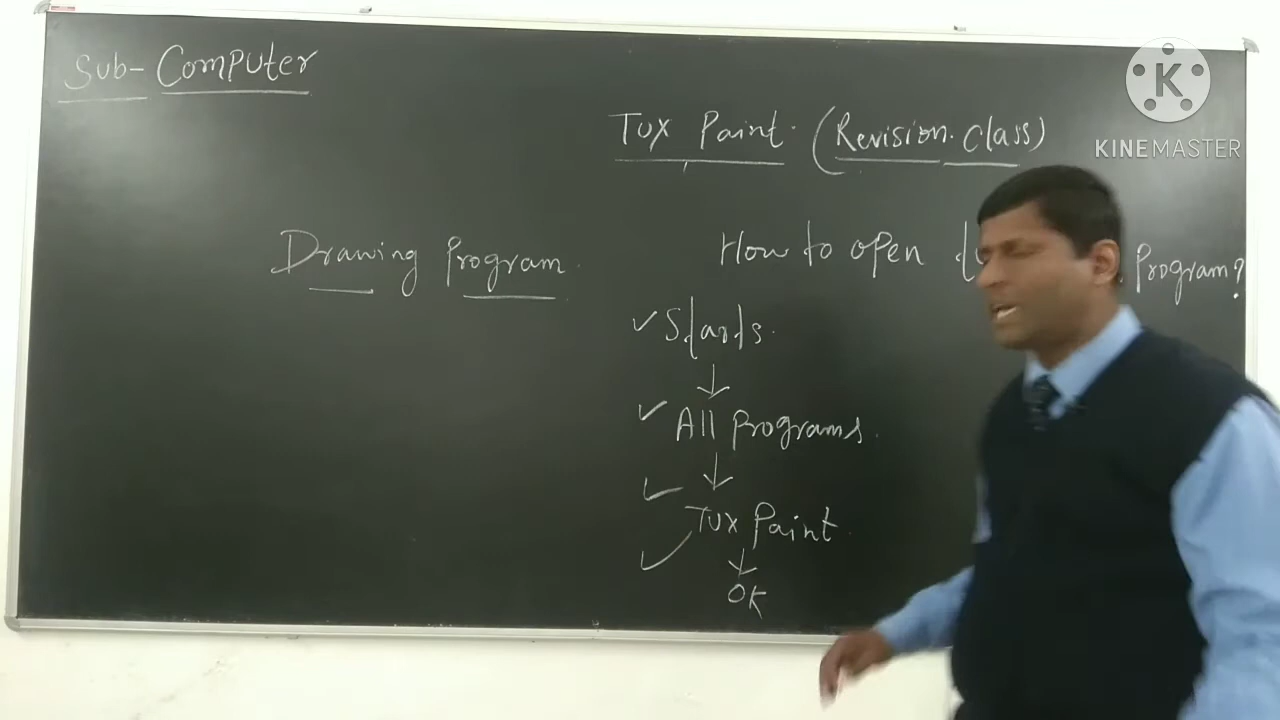 Sub- Computer
Tux Paint. (Revision. Class)
Drawing Program.
How to open Program?
✓ Starts.
↓
✓ All Programs.
↓
✓ Tux Paint.
↓
✓ OK
K
KINEMASTER